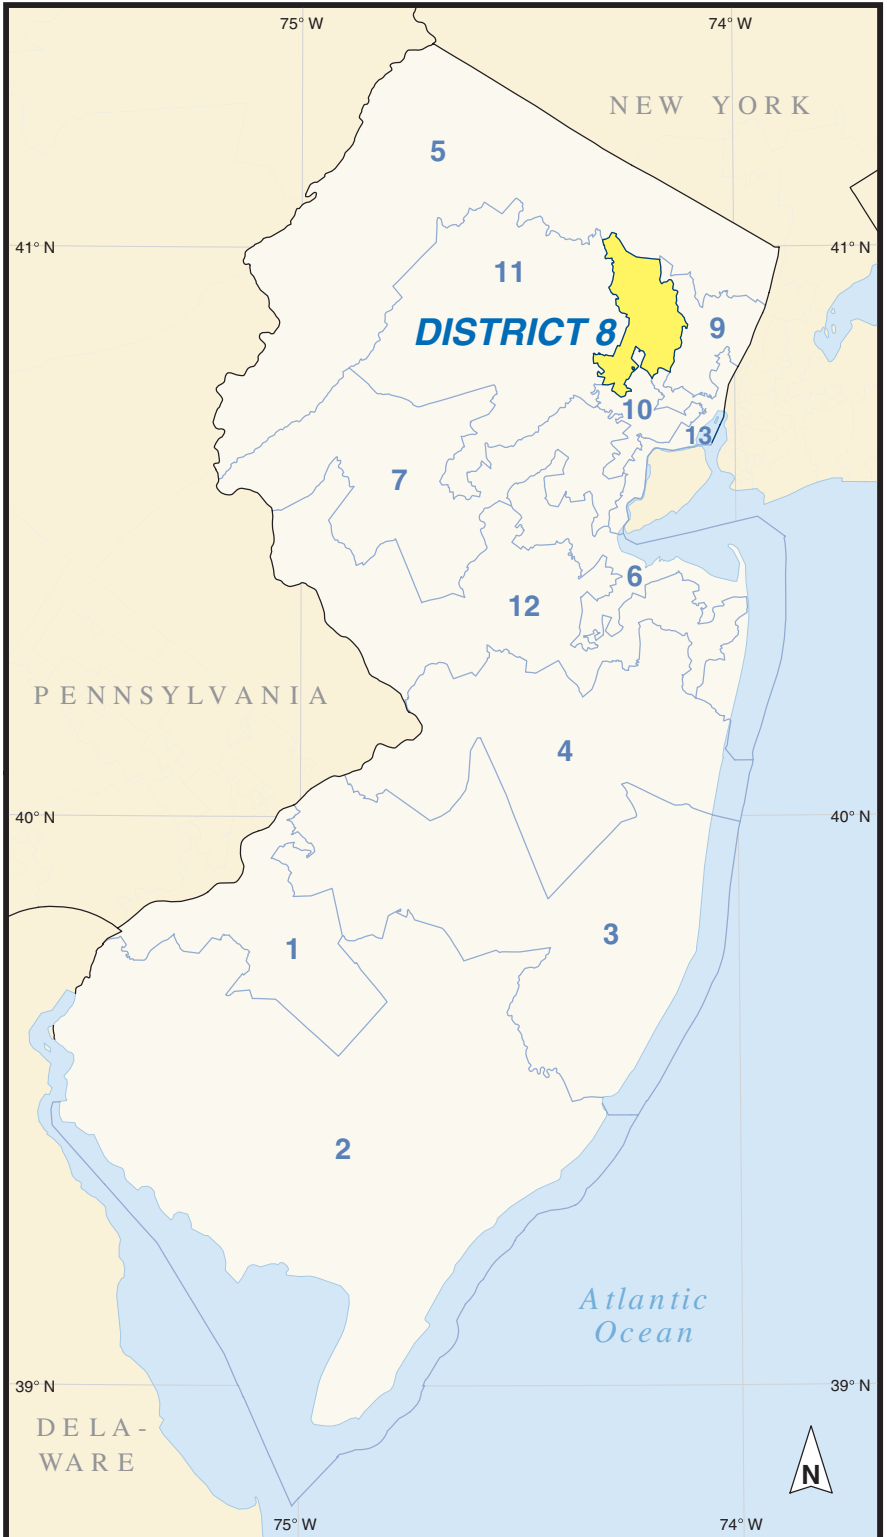 75° W
74° W
NEW YORK
5
41° N
41° N
11
9
DISTRICT 8
10
13
7
6
12
PENNSYLVANIA
4
40° N
40° N
3
1
2
Atlantic
Ocean
39° N
39° N
DELA-
WARE
N
75° W
74° W